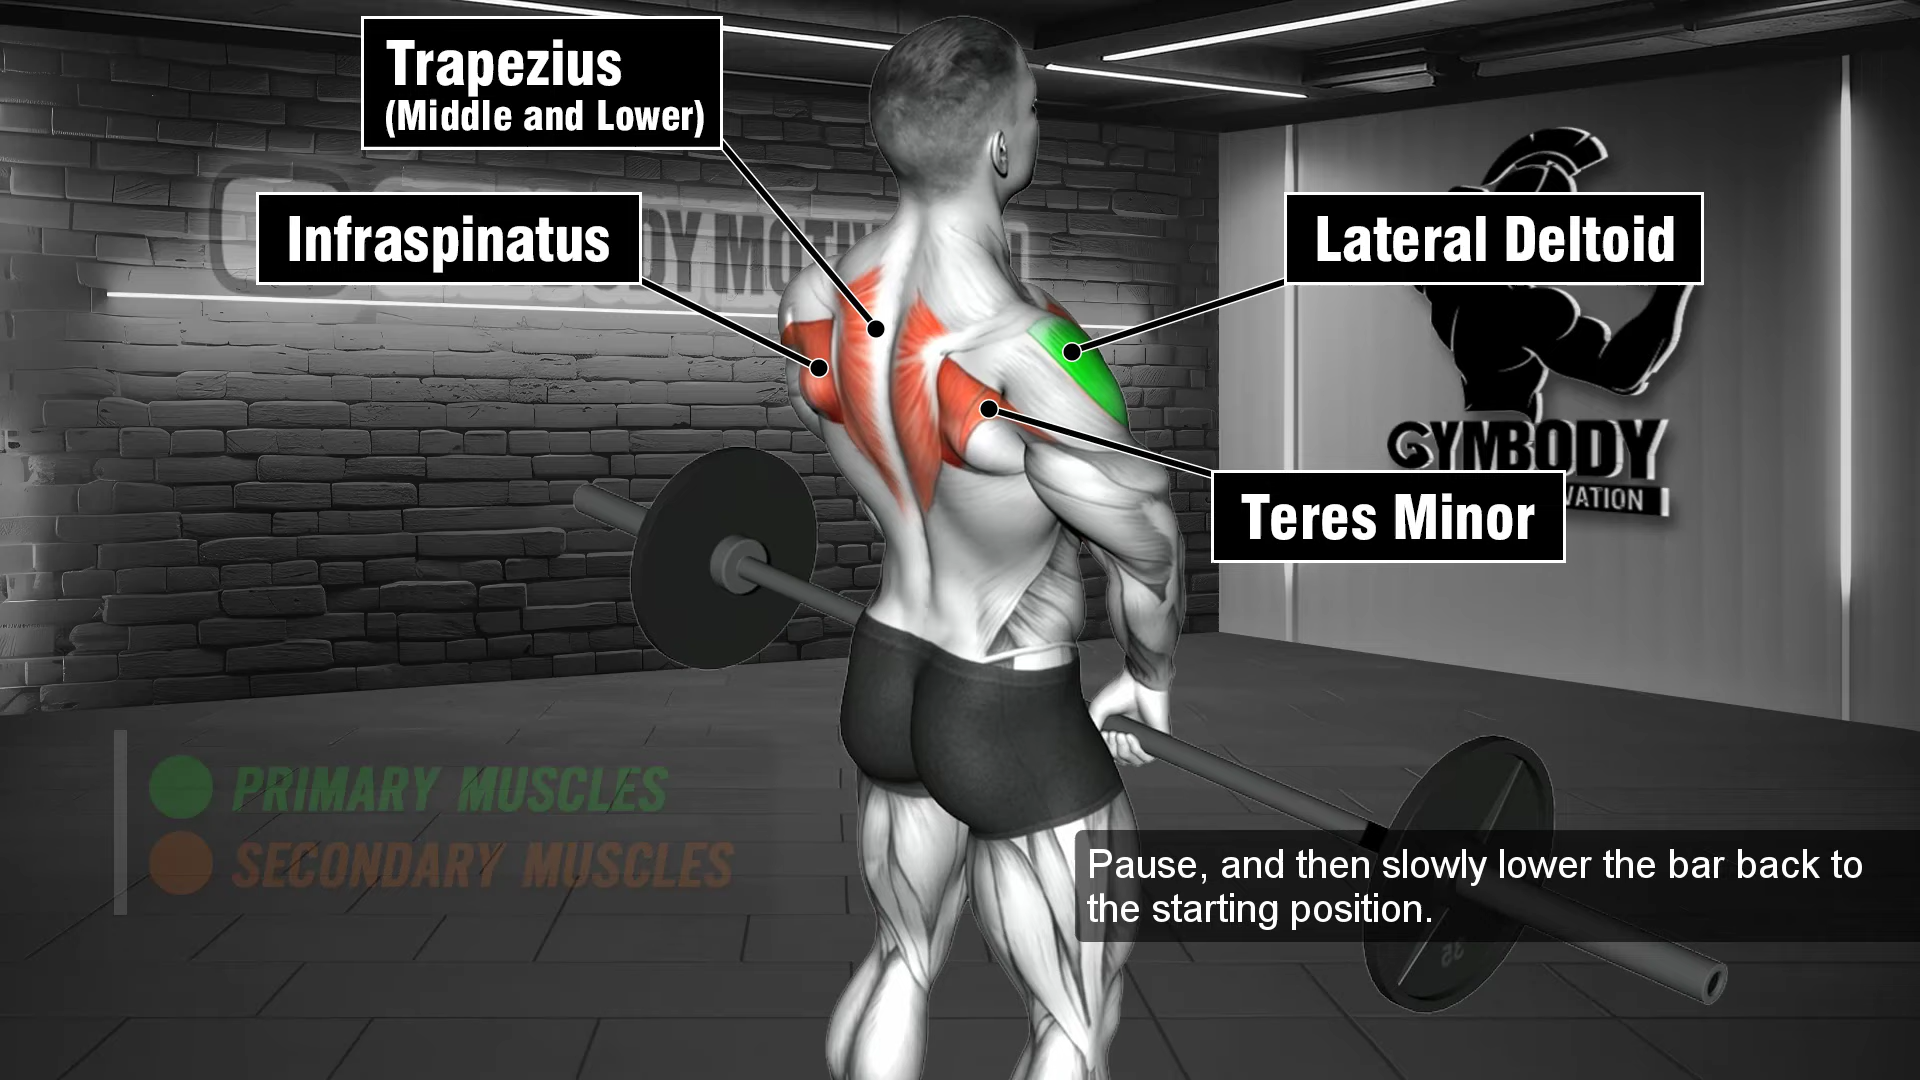 Trapezius
(Middle and Lower)
Infraspinatus
Lateral Deltoid
GYMBODY
Teres Minor
PRIMARY MUSCLES
SECONDARY MUSCLES
Pause, and then slowly lower the bar back to
the starting position.
35